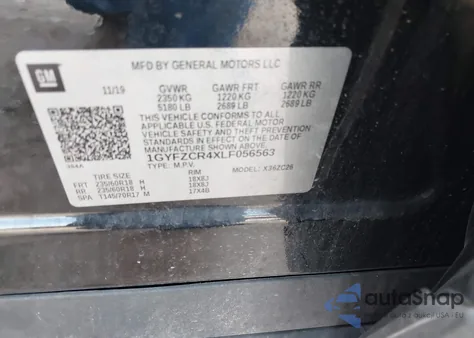 GM
MFD BY GENERAL MOTORS LLC
11/19 GVWR GAWR FRT GAWR RR
2350 KG 1220 KG 1220 KG
5180 LB 2689 LB 2689 LB
THIS VEHICLE CONFORMS TO ALL
APPLICABLE U.S. FEDERAL MOTOR
VEHICLE SAFETY AND THEFT PREVENTION
STANDARDS IN EFFECT ON THE DATE OF
MANUFACTURE SHOWN ABOVE.
1GYFZCR4XLF056563
TYPE: M.P.V. MODEL: X26ZC26
TIRE SIZE RIM
FRT 235/60R18 H 18X8J
RR 235/60R18 H 18X8J
SPA T145/70R17 M 17X4B
autoSnap